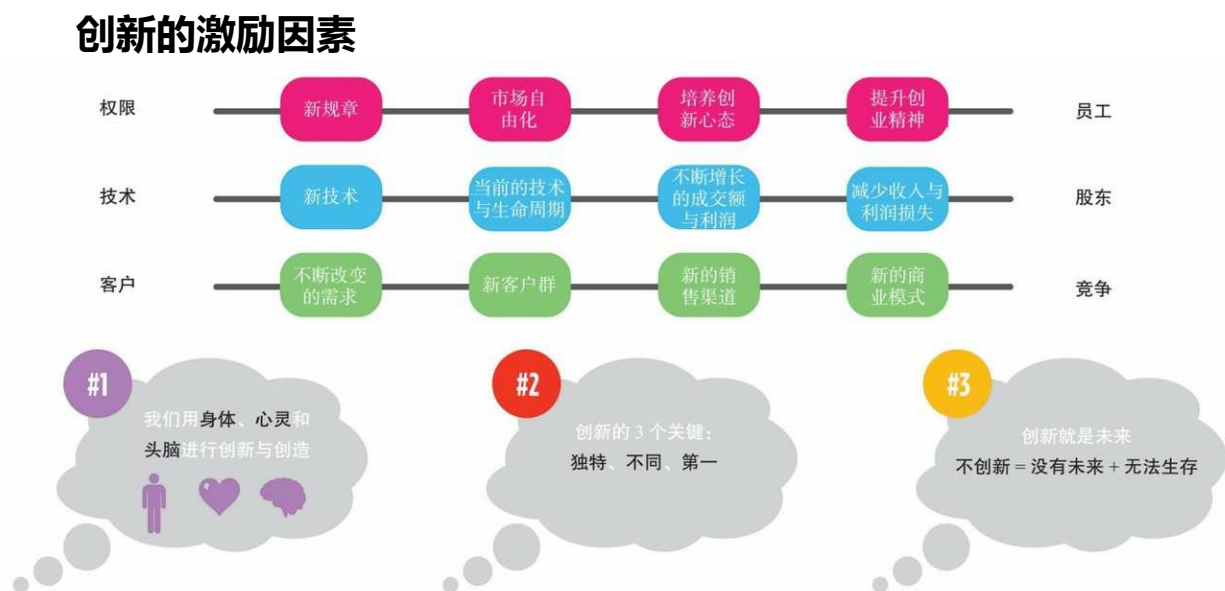 创新的激励因素
权限
新规章
市场自
由化
培养创
新心态
提升创
业精神
员工
技术
新技术
当前的技术
与生命周期
不断增长
的成交额
与利润
减少收入与
利润损失
股东
客户
不断改变
的需求
新客户群
新的销
售渠道
新的商
业模式
竞争
#1
我们用身体、心灵和
头脑进行创新与创造
#2
创新的 3 个关键：
独特、不同、第一
#3
创新就是未来
不创新 = 没有未来 + 无法生存